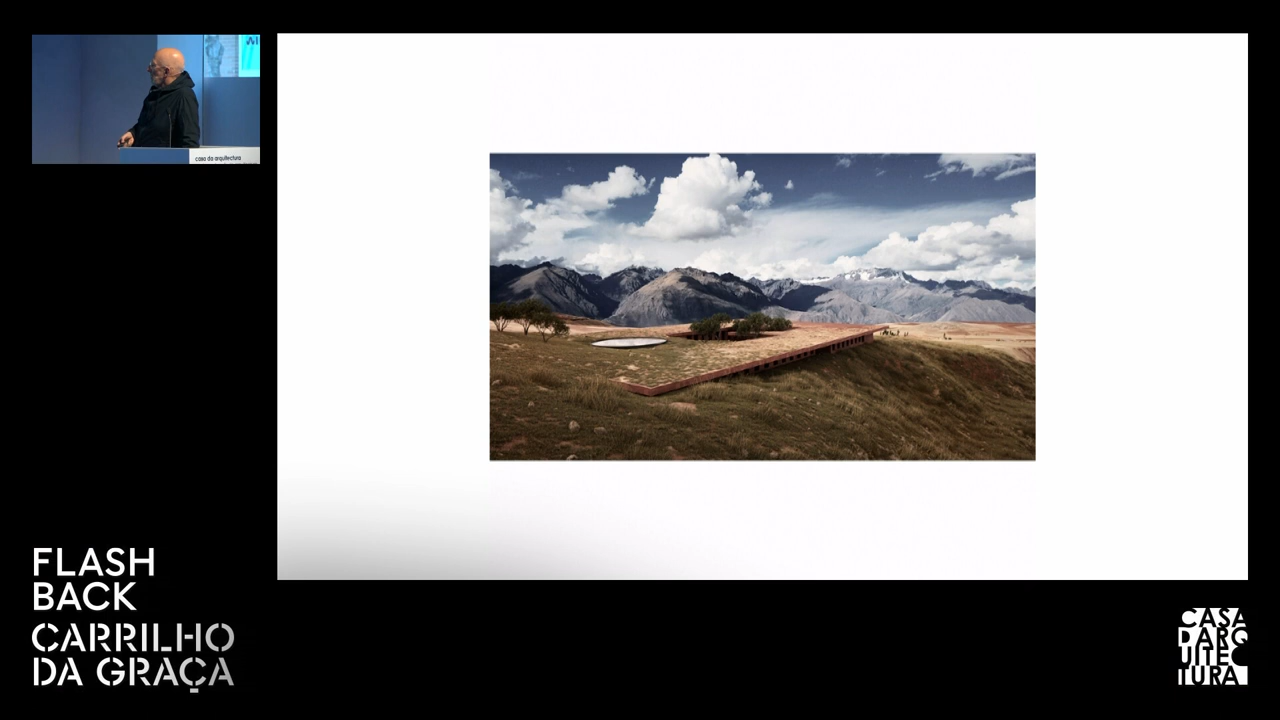 casa da arquitectura
FLASH
BACK
CARRILHO
DA GRAÇA
CASA
DARQ
UITEC
TURA